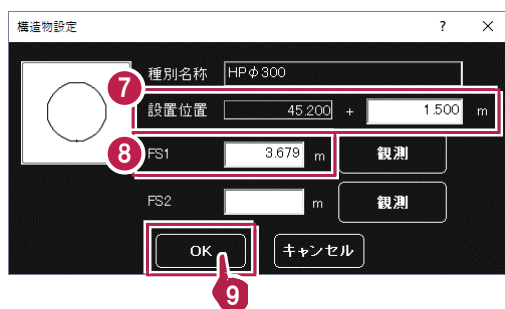 構造物設定 ? ×
種別名称 HPφ300
7
設置位置 45.200 + 1.500 m
8 FS1 3.679 m 観測
FS2 m 観測
OK キャンセル
9